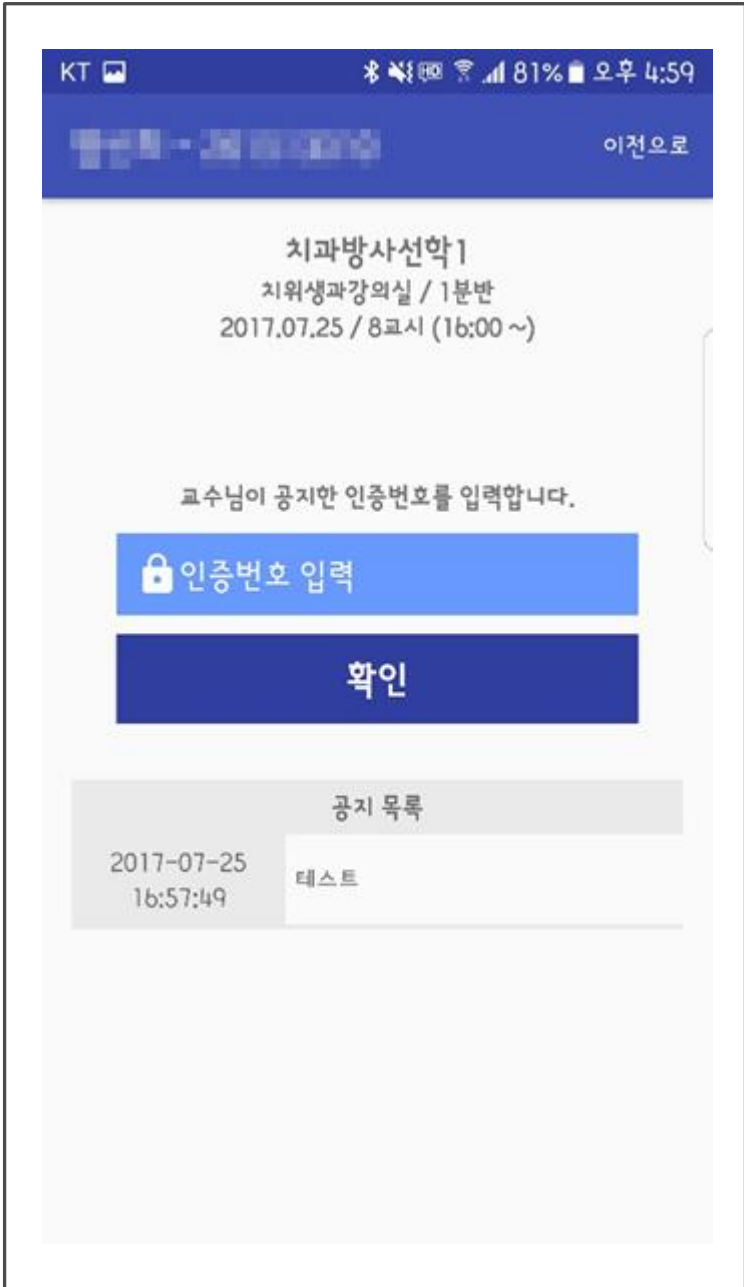 KT 81% 오후 4:59
이전으로
치과방사선학1
치위생과강의실 / 1분반
2017.07.25 / 8교시 (16:00 ~)
교수님이 공지한 인증번호를 입력합니다.
인증번호 입력
확인
공지 목록
2017-07-25
16:57:49
테스트